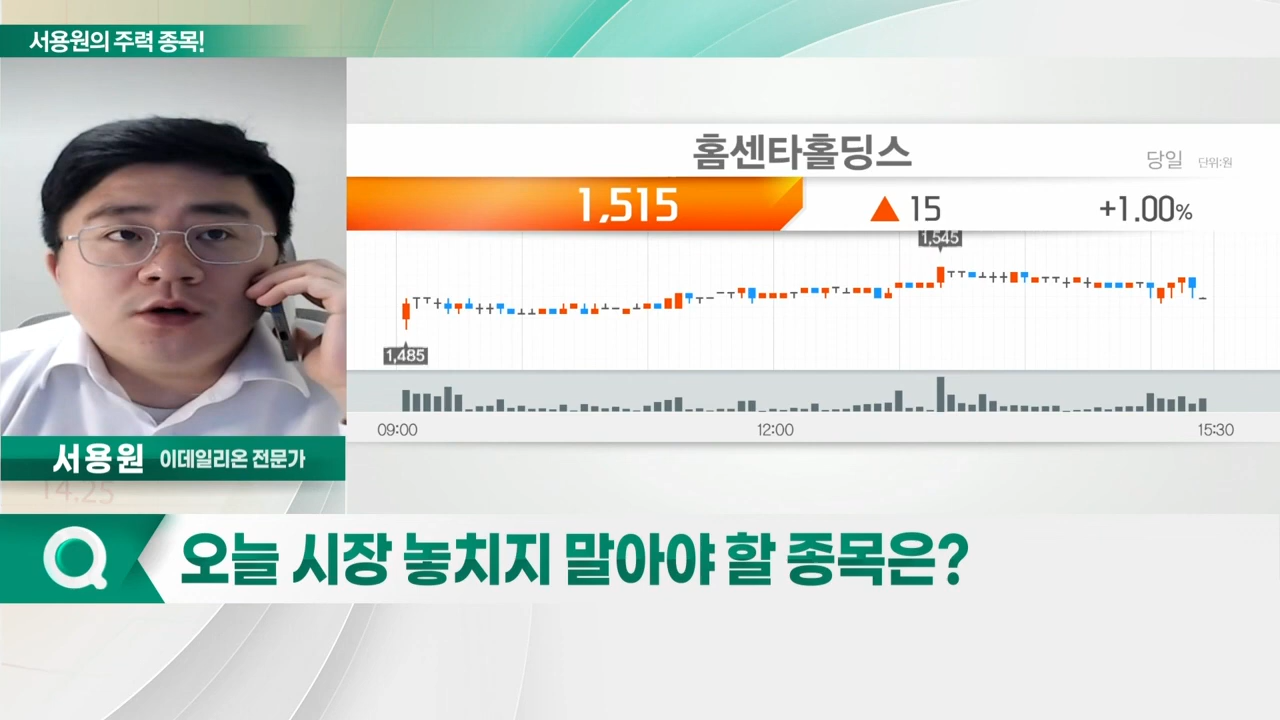 서용원의 주력 종목!
홈센타홀딩스
당일 단위:원
1,515 ▲ 15 +1.00%
1,545
1,485
09:00 12:00 15:30
서용원 이데일리온 전문가
14.25
Q 오늘 시장 놓치지 말아야 할 종목은?